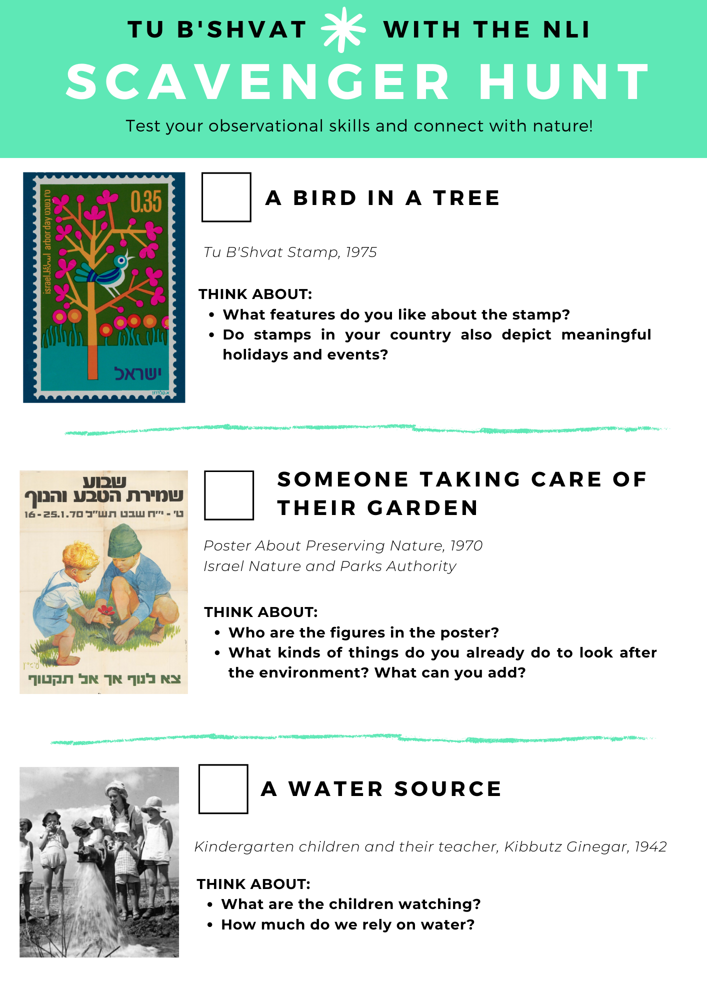 TU B'SHVAT WITH THE NLI
SCAVENGER HUNT
Test your observational skills and connect with nature!
A BIRD IN A TREE
0.35
israel إسرائيل arbor day ט"ו בשבט
ישראל
א.קלדרון
Tu B'Shvat Stamp, 1975
THINK ABOUT:
• What features do you like about the stamp?
• Do stamps in your country also depict meaningful
holidays and events?
SOMEONE TAKING CARE OF
THEIR GARDEN
שבוע
שמירת הטבע והנוף
ט' - י"ח שבט תש"ל 16-25.1.70
צא לנוף אך אל תקטוף
Poster About Preserving Nature, 1970
Israel Nature and Parks Authority
THINK ABOUT:
• Who are the figures in the poster?
• What kinds of things do you already do to look after
the environment? What can you add?
A WATER SOURCE
Kindergarten children and their teacher, Kibbutz Ginegar, 1942
THINK ABOUT:
• What are the children watching?
• How much do we rely on water?